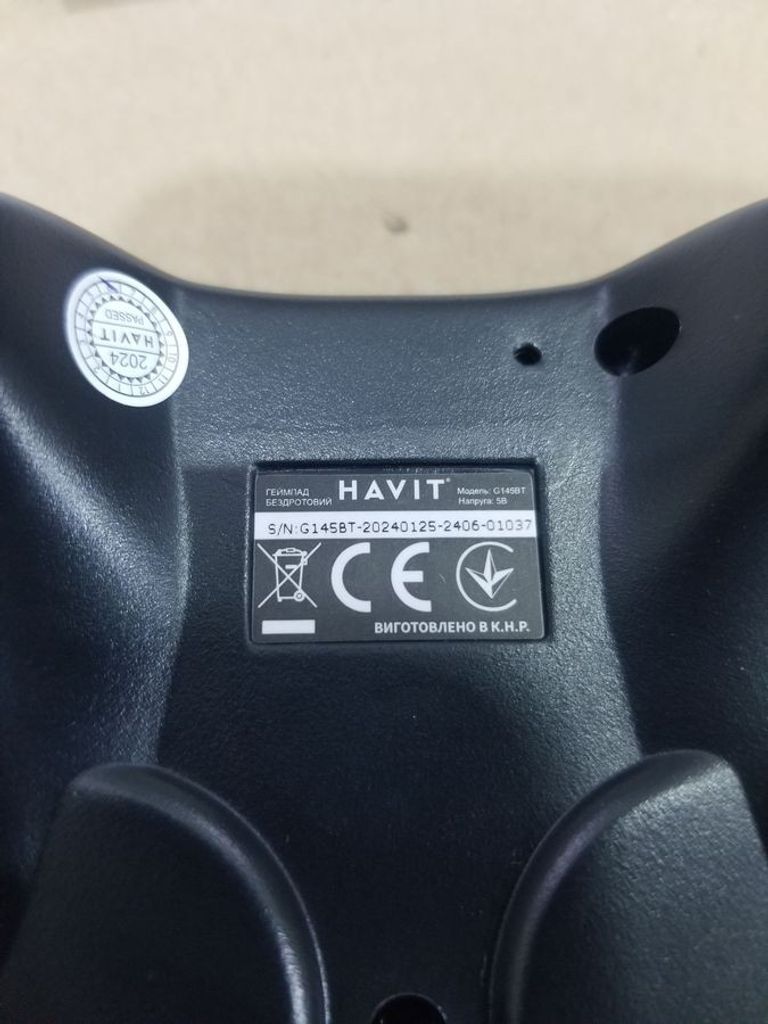 2024
HAVIT
PASSED
ГЕЙМПАД
БЕЗДРОТОВИЙ
HAVIT®
Модель: G145BT
Напруга: 5В
S/N:G145BT-20240125-2406-01037
CE
ВИГОТОВЛЕНО В К.Н.Р.